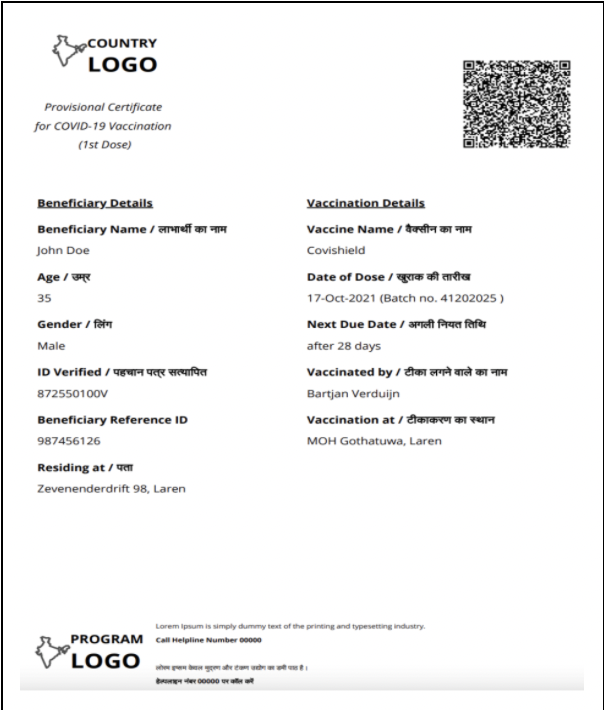 COUNTRY
LOGO
Provisional Certificate
for COVID-19 Vaccination
(1st Dose)
Beneficiary Details
Beneficiary Name / लाभार्थी का नाम
John Doe
Age / उम्र
35
Gender / लिंग
Male
ID Verified / पहचान पत्र सत्यापित
872550100V
Beneficiary Reference ID
987456126
Residing at / पता
Zevenenderdrift 98, Laren
Vaccination Details
Vaccine Name / वैक्सीन का नाम
Covishield
Date of Dose / खुराक की तारीख
17-Oct-2021 (Batch no. 41202025 )
Next Due Date / अगली नियत तिथि
after 28 days
Vaccinated by / टीका लगने वाले का नाम
Bartjan Verduijn
Vaccination at / टीकाकरण का स्थान
MOH Gothatuwa, Laren
PROGRAM
LOGO
Lorem Ipsum is simply dummy text of the printing and typesetting industry.
Call Helpline Number 00000
लोरम इप्सम केवल मुद्रण और टंकण उद्योग का डमी पाठ है।
हेल्पलाइन नंबर 00000 पर कॉल करें